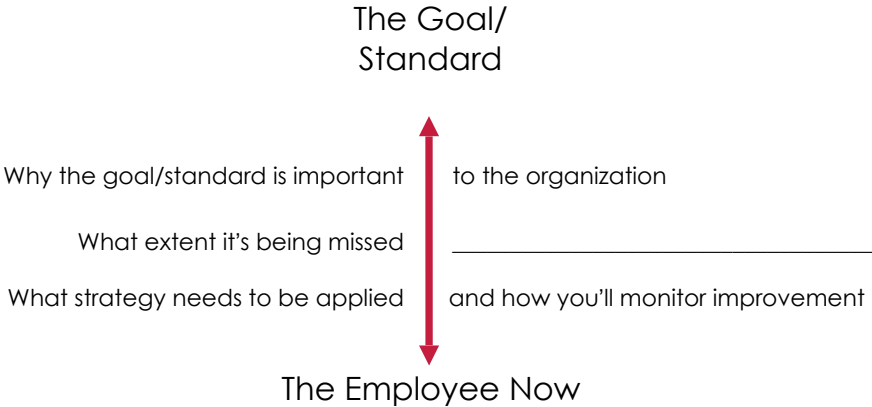 The Goal/
Standard
Why the goal/standard is important to the organization
What extent it's being missed ___________________________________
What strategy needs to be applied and how you'll monitor improvement
The Employee Now